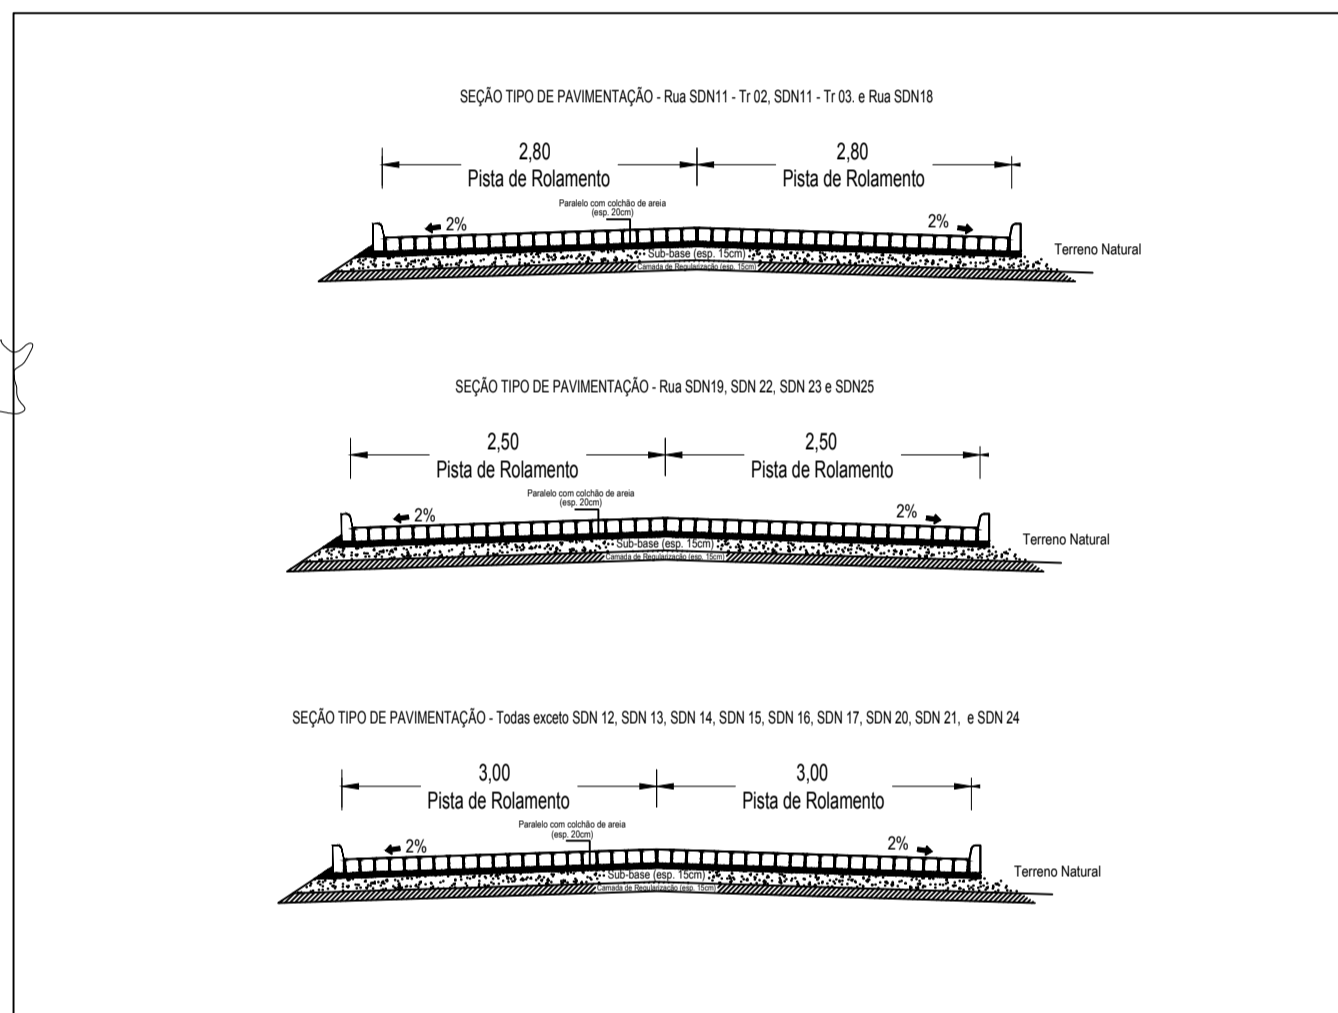 SEÇÃO TIPO DE PAVIMENTAÇÃO - Rua SDN11 - Tr 02, SDN11 - Tr 03. e Rua SDN18
2,80
Pista de Rolamento
2,80
Pista de Rolamento
Paralelo com colchão de areia
(esp. 20cm)
2%
2%
Sub-base (esp. 15cm)
Camada de Regularização (esp. 15cm)
Terreno Natural
SEÇÃO TIPO DE PAVIMENTAÇÃO - Rua SDN19, SDN 22, SDN 23 e SDN25
2,50
Pista de Rolamento
2,50
Pista de Rolamento
Paralelo com colchão de areia
(esp. 20cm)
2%
2%
Sub-base (esp. 15cm)
Camada de Regularização (esp. 15cm)
Terreno Natural
SEÇÃO TIPO DE PAVIMENTAÇÃO - Todas exceto SDN 12, SDN 13, SDN 14, SDN 15, SDN 16, SDN 17, SDN 20, SDN 21, e SDN 24
3,00
Pista de Rolamento
3,00
Pista de Rolamento
Paralelo com colchão de areia
(esp. 20cm)
2%
2%
Sub-base (esp. 15cm)
Camada de Regularização (esp. 15cm)
Terreno Natural